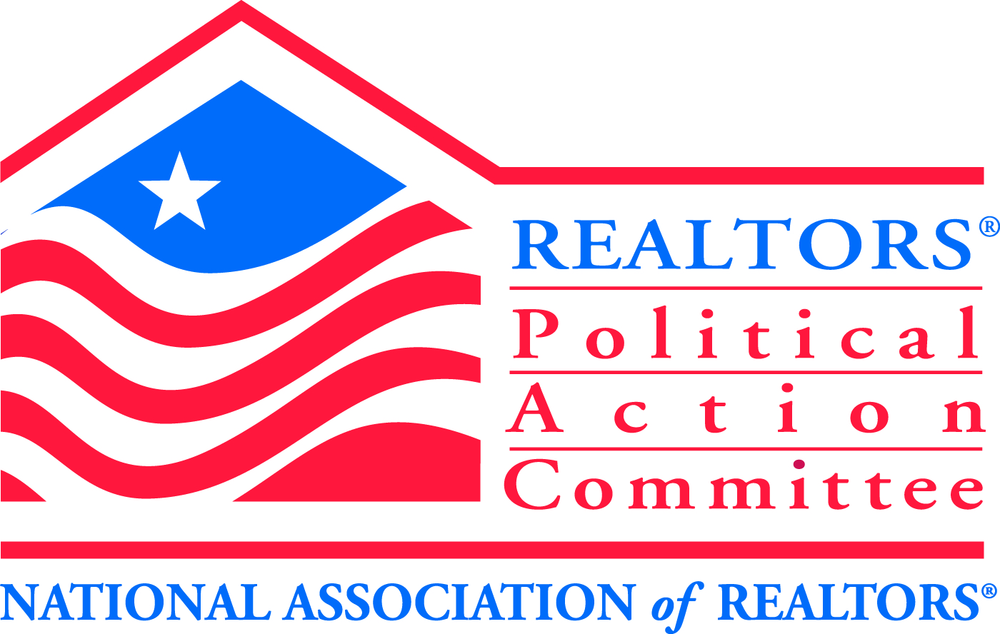 REALTORS®
Political
Action
Committee
NATIONAL ASSOCIATION of REALTORS®